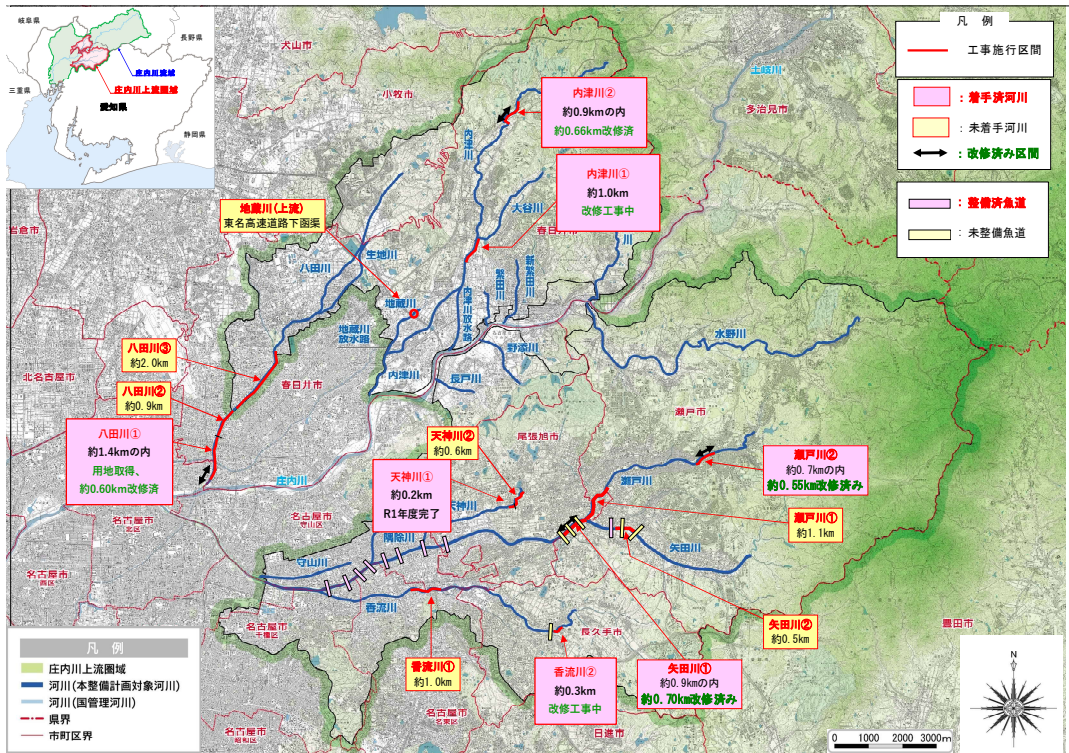 岐阜県
長野県
庄内川流域
庄内川上流圏域
三重県
愛知県
静岡県
凡 例
工事施行区間
：着手済河川
：未着手河川
：改修済み区間
：整備済魚道
：未整備魚道
犬山市
小牧市
土岐川
多治見市
岩倉市
内津川②
約0.9kmの内
約0.66km改修済
内津川
内津川①
約1.0km
改修工事中
大谷川
春日井市
川
地蔵川(上流)
東名高速道路下函渠
八田川
生地川
地蔵川
地蔵川
放水路
内津川放水路
繁田川
新繁田川
野添川
水野川
内津川
長戸川
八田川③
約2.0km
北名古屋市
八田川②
約0.9km
春日井市
八田川①
約1.4kmの内
用地取得、
約0.60km改修済
庄内川
瀬戸市
尾張旭市
天神川②
約0.6km
天神川①
約0.2km
R1年度完了
天神川
瀬戸川②
約0.7kmの内
約0.55km改修済み
瀬戸川
瀬戸川①
約1.1km
名古屋市
北区
名古屋市
守山区
名古屋市
西区
隅除川
守山川
矢田川
香流川
名古屋市
千種区
長久手市
矢田川②
約0.5km
豊田市
香流川①
約1.0km
香流川②
約0.3km
改修工事中
矢田川①
約0.9kmの内
約0.70km改修済み
名古屋市
名東区
名古屋市
昭和区
日進市
凡 例
庄内川上流圏域
河川(本整備計画対象河川)
河川(国管理河川)
県界
市町区界
N
0 1000 2000 3000m